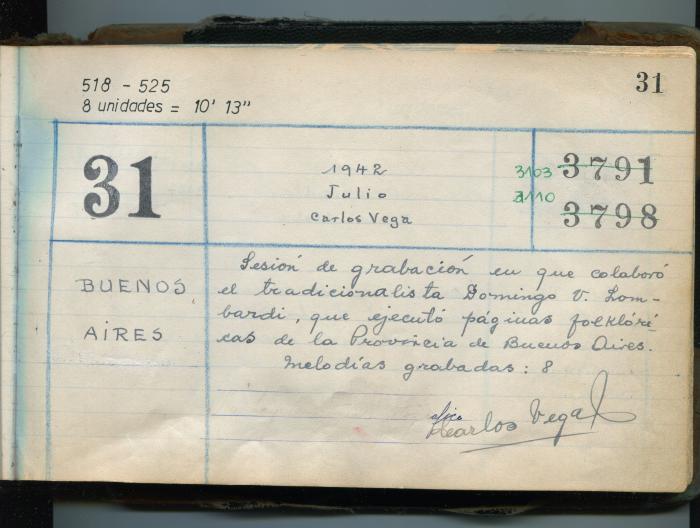 518 - 525
8 unidades = 10' 13"
31
31
1942
Julio
Carlos Vega
3103 3791
3110 3798
BUENOS
AIRES
Sesión de grabación en que colaboró
el tradicionalista Domingo V. Lom-
bardi, que ejecutó páginas folklóri-
cas de la Provincia de Buenos Aires.
Melodías grabadas: 8
Carlos Vega